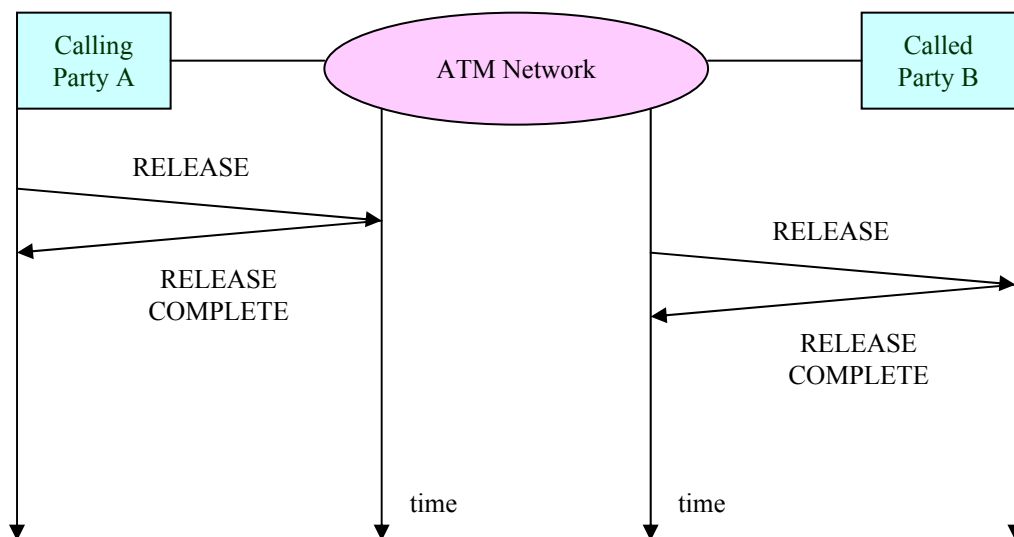 Calling
Party A
ATM Network
Called
Party B
RELEASE
RELEASE
COMPLETE
RELEASE
RELEASE
COMPLETE
time
time